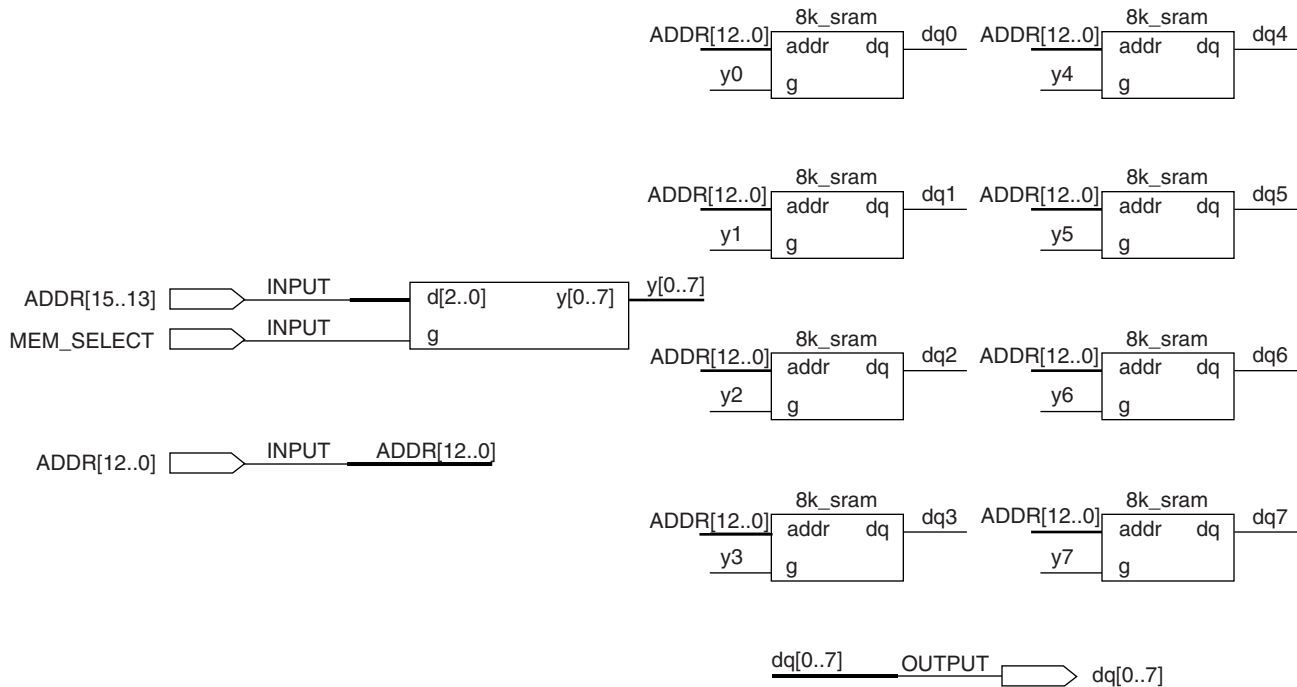 8k_sram
ADDR[12..0] addr dq dq0
y0 g
8k_sram
ADDR[12..0] addr dq dq4
y4 g
8k_sram
ADDR[12..0] addr dq dq1
y1 g
8k_sram
ADDR[12..0] addr dq dq5
y5 g
ADDR[15..13] INPUT d[2..0] y[0..7] y[0..7]
MEM_SELECT INPUT g
8k_sram
ADDR[12..0] addr dq dq2
y2 g
8k_sram
ADDR[12..0] addr dq dq6
y6 g
ADDR[12..0] INPUT ADDR[12..0]
8k_sram
ADDR[12..0] addr dq dq3
y3 g
8k_sram
ADDR[12..0] addr dq dq7
y7 g
dq[0..7] OUTPUT dq[0..7]